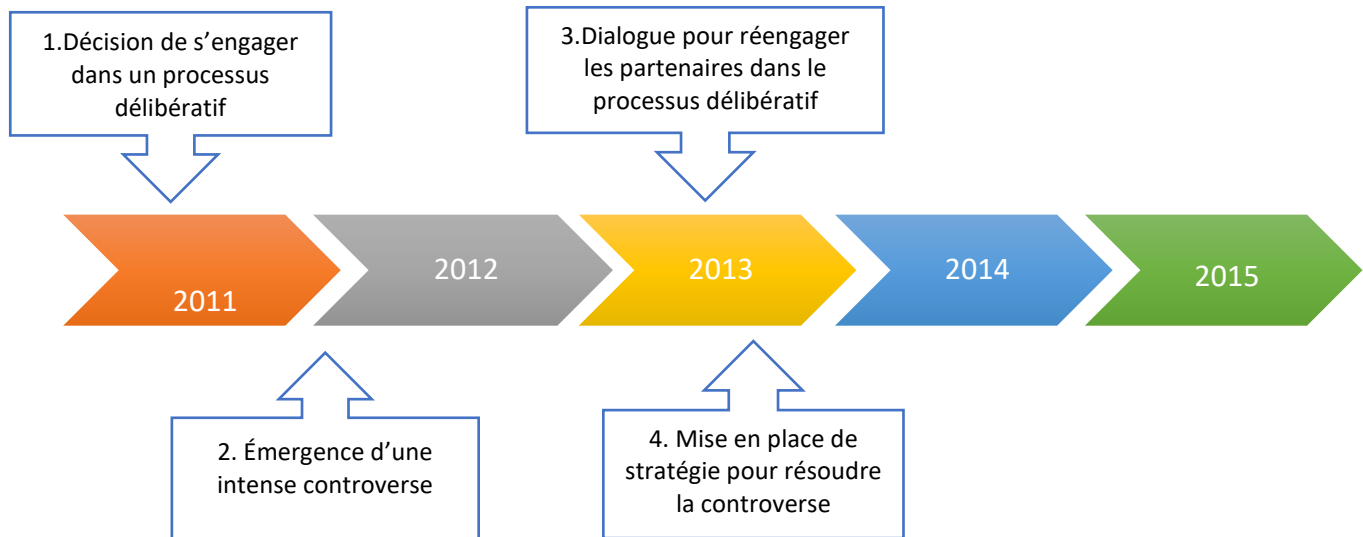 1.Décision de s’engager
dans un processus
délibératif
3.Dialogue pour réengager
les partenaires dans le
processus délibératif
2011
2012
2013
2014
2015
2. Émergence d’une
intense controverse
4. Mise en place de
stratégie pour résoudre
la controverse